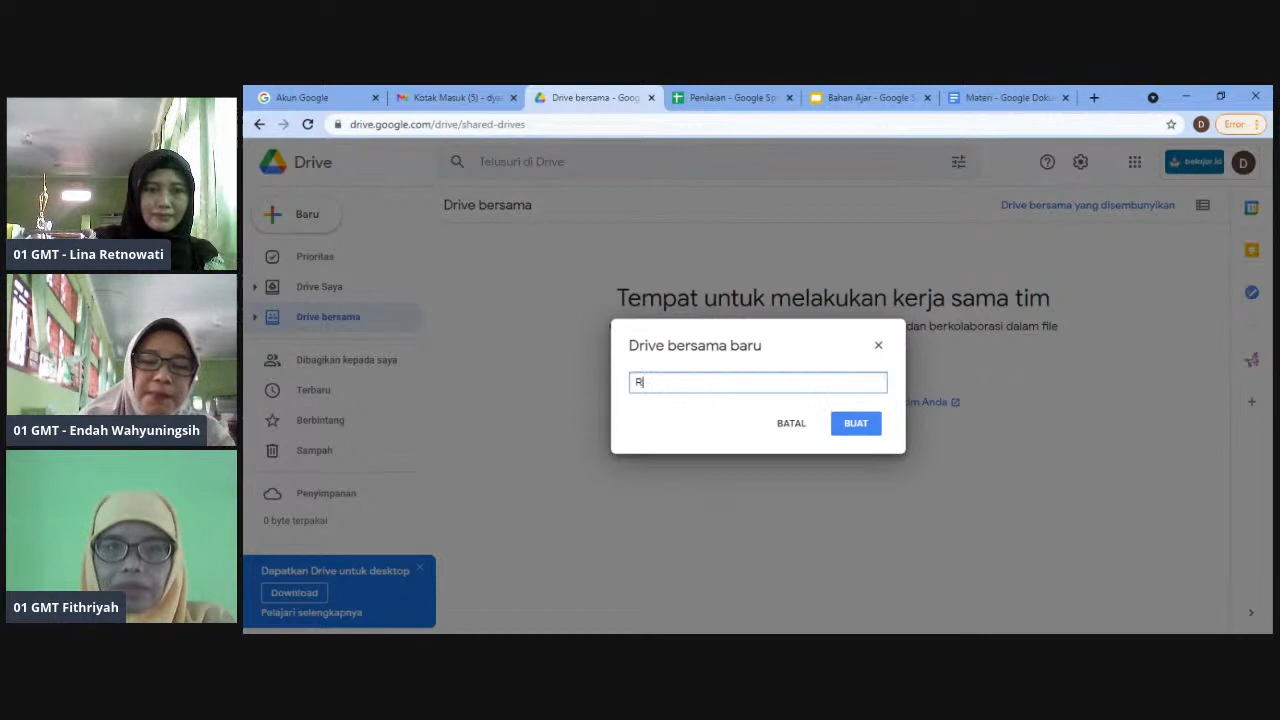 Akun Google
Kotak Masuk (5) - dya
Drive bersama - Goog
Penilaian - Google Sp
Bahan Ajar - Google S
Materi - Google Doku
drive.google.com/drive/shared-drives
D
Error
Drive
Telusuri di Drive
belajar.id
D
Baru
Drive bersama
Drive bersama yang disembunyikan
Prioritas
Drive Saya
Drive bersama
Dibagikan kepada saya
Terbaru
Berbintang
Sampah
Penyimpanan
0 byte terpakai
Dapatkan Drive untuk desktop
Download
Pelajari selengkapnya
Tempat untuk melakukan kerja sama tim
dan berkolaborasi dalam file
Drive bersama baru
R
im Anda
BATAL
BUAT
01 GMT - Lina Retnowati
01 GMT - Endah Wahyuningsih
01 GMT Fithriyah